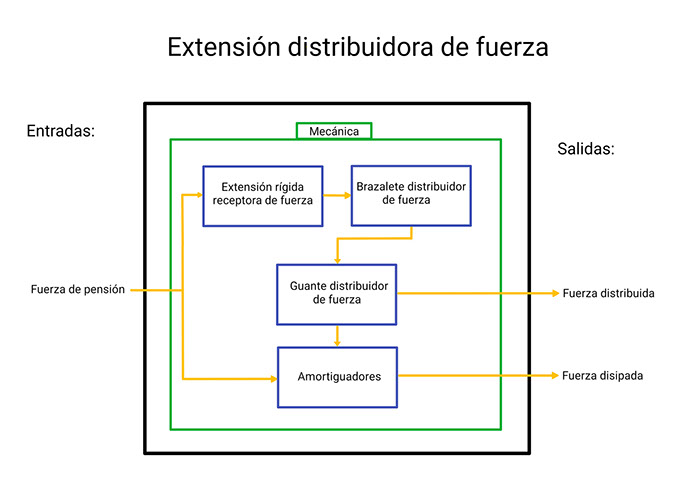 Extensión distribuidora de fuerza
Entradas:
Salidas:
Mecánica
Extensión rígida
receptora de fuerza
Brazalete distribuidor
de fuerza
Fuerza de pensión
Guante distribuidor
de fuerza
Fuerza distribuida
Amortiguadores
Fuerza disipada